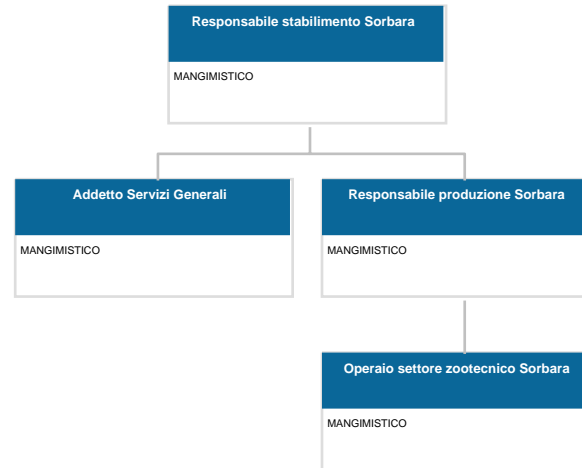 Responsabile stabilimento Sorbara
MANGIMISTICO
Addetto Servizi Generali
MANGIMISTICO
Responsabile produzione Sorbara
MANGIMISTICO
Operaio settore zootecnico Sorbara
MANGIMISTICO